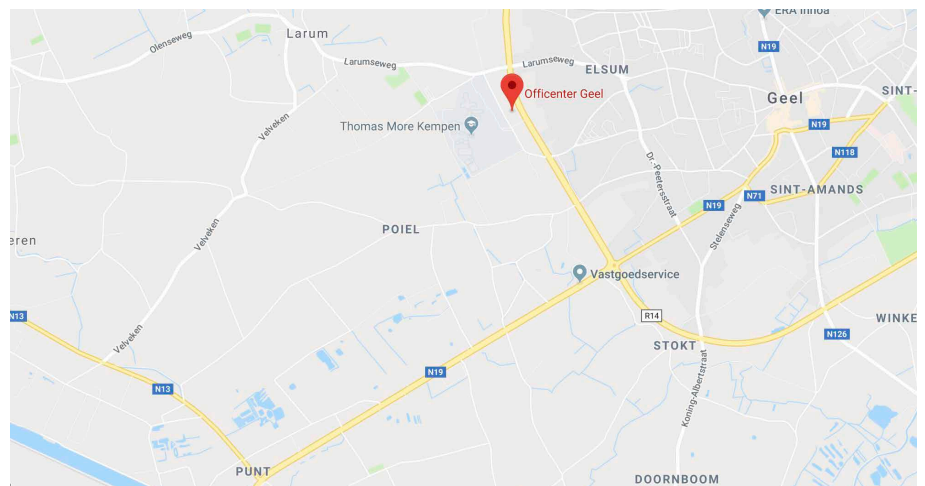 ERA Innoa
Larum
Olenseweg
N19
Larumseweg
Larumseweg
ELSUM
Officenter Geel
Geel
SINT-
Thomas More Kempen
N19
Velveken
N118
Dr.-Peetersstraat
SINT-AMANDS
N71
N19
Stelenseweg
POIEL
Velveken
eren
Vastgoedservice
N13
R14
WINKE
Velveken
N126
STOKT
N19
N13
Koning-Albertstraat
PUNT
DOORNBOOM